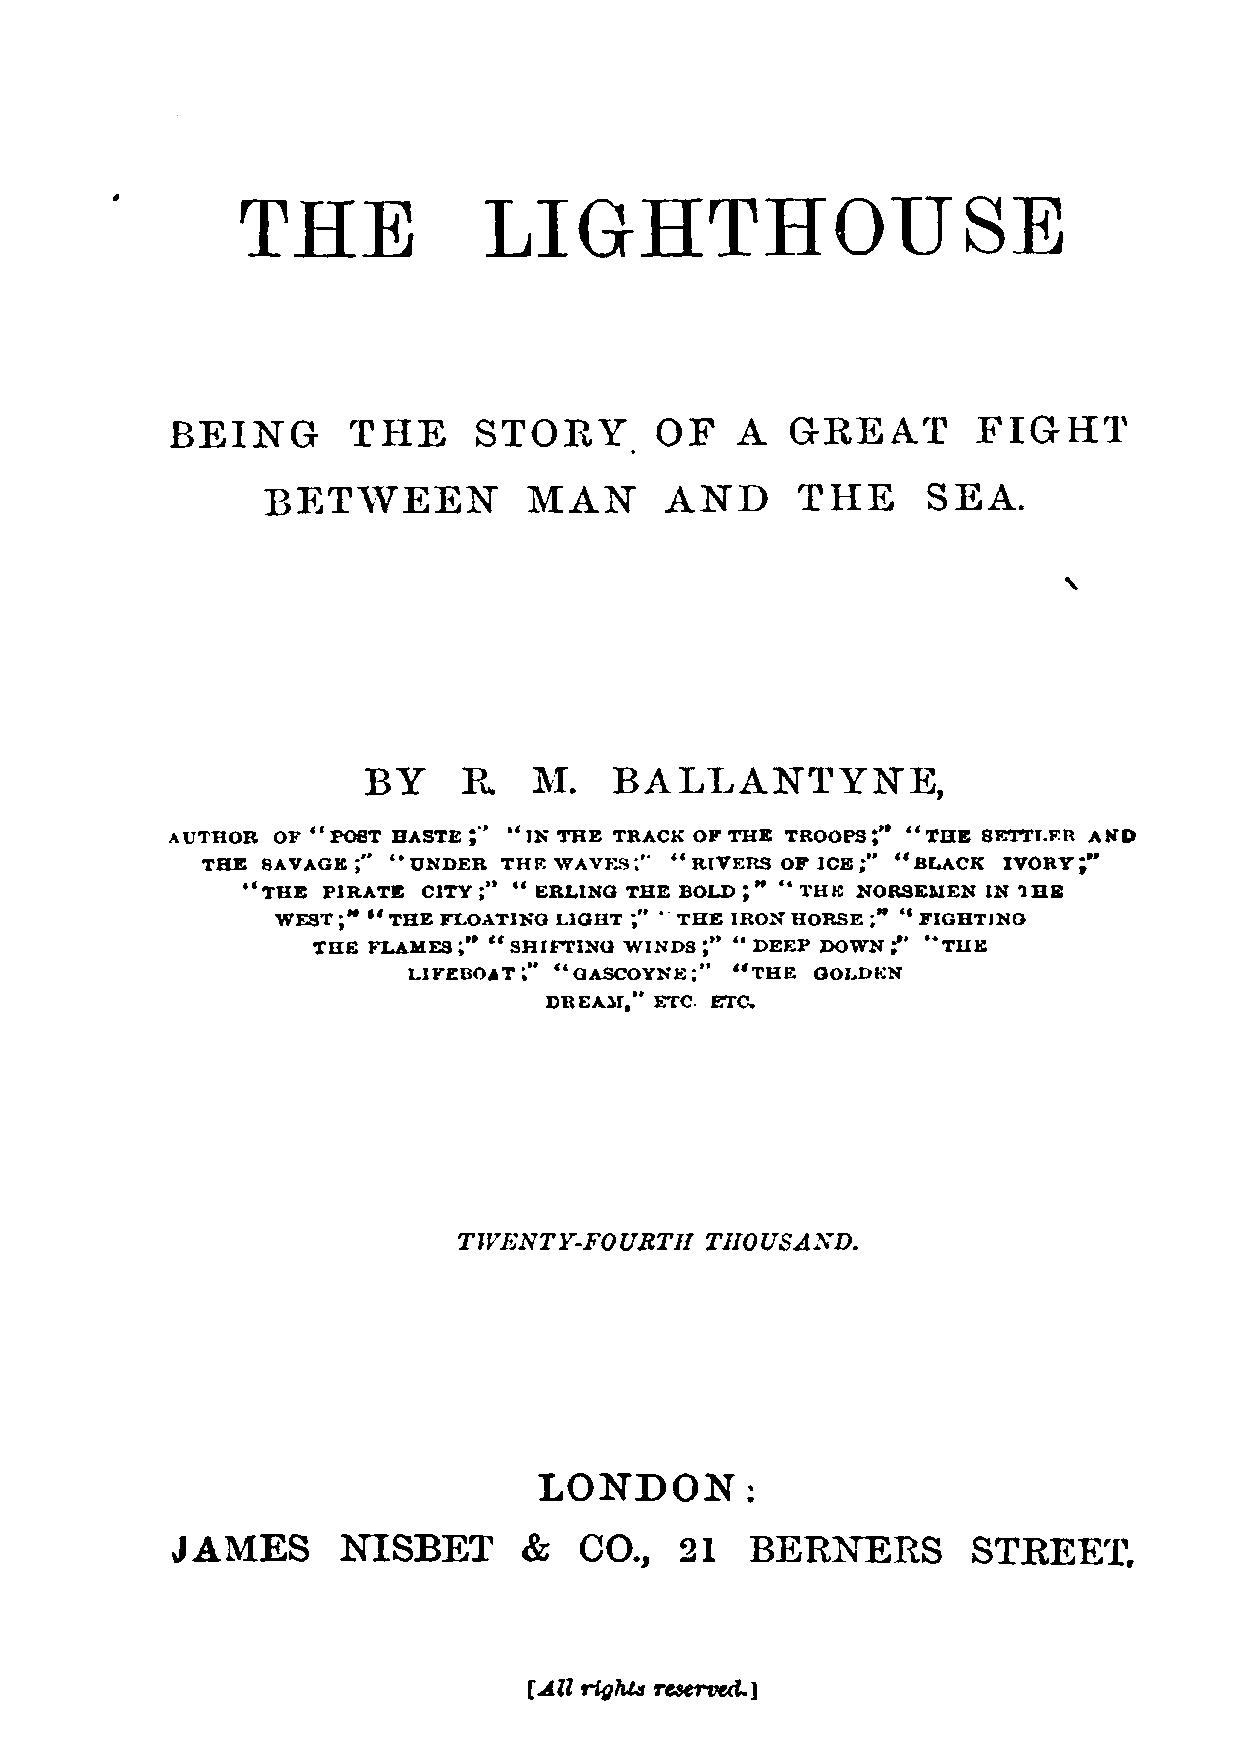 THE LIGHTHOUSE
BEING THE STORY OF A GREAT FIGHT
BETWEEN MAN AND THE SEA.
BY R. M. BALLANTYNE,
AUTHOR OF "POST HASTE;" "IN THE TRACK OF THE TROOPS;" "THE SETTLER AND
THE SAVAGE;" "UNDER THE WAVES;" "RIVERS OF ICE;" "BLACK IVORY;"
"THE PIRATE CITY;" "ERLING THE BOLD;" "THE NORSEMEN IN THE
WEST;" "THE FLOATING LIGHT;" "THE IRON HORSE;" "FIGHTING
THE FLAMES;" "SHIFTING WINDS;" "DEEP DOWN;" "THE
LIFEBOAT;" "GASCOYNE;" "THE GOLDEN
DREAM," ETC. ETC.
TWENTY-FOURTH THOUSAND.
LONDON:
JAMES NISBET & CO., 21 BERNERS STREET.
[All rights reserved.]